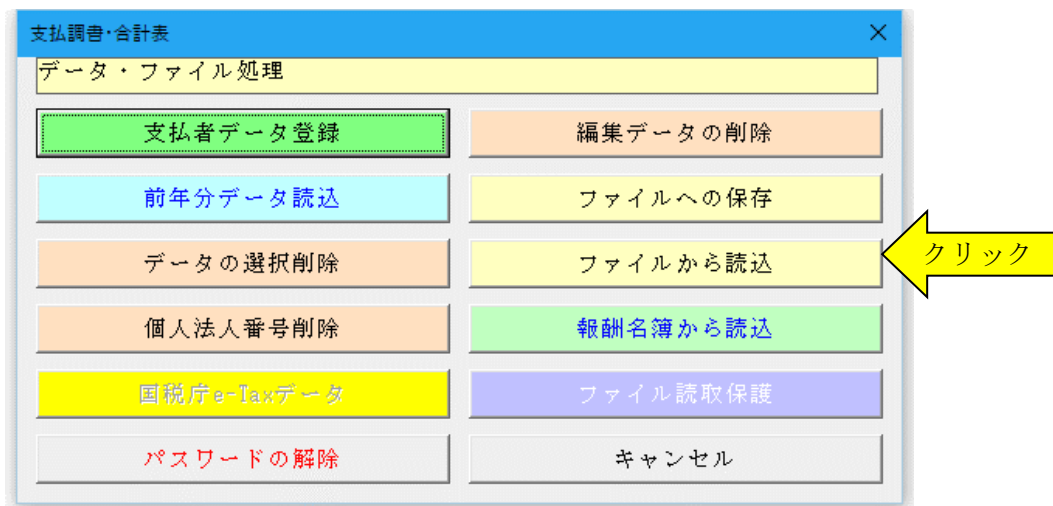 支払調書・合計表
データ・ファイル処理
支払者データ登録
編集データの削除
前年分データ読込
ファイルへの保存
データの選択削除
ファイルから読込
クリック
個人法人番号削除
報酬名簿から読込
国税庁e-Taxデータ
ファイル読取保護
パスワードの解除
キャンセル